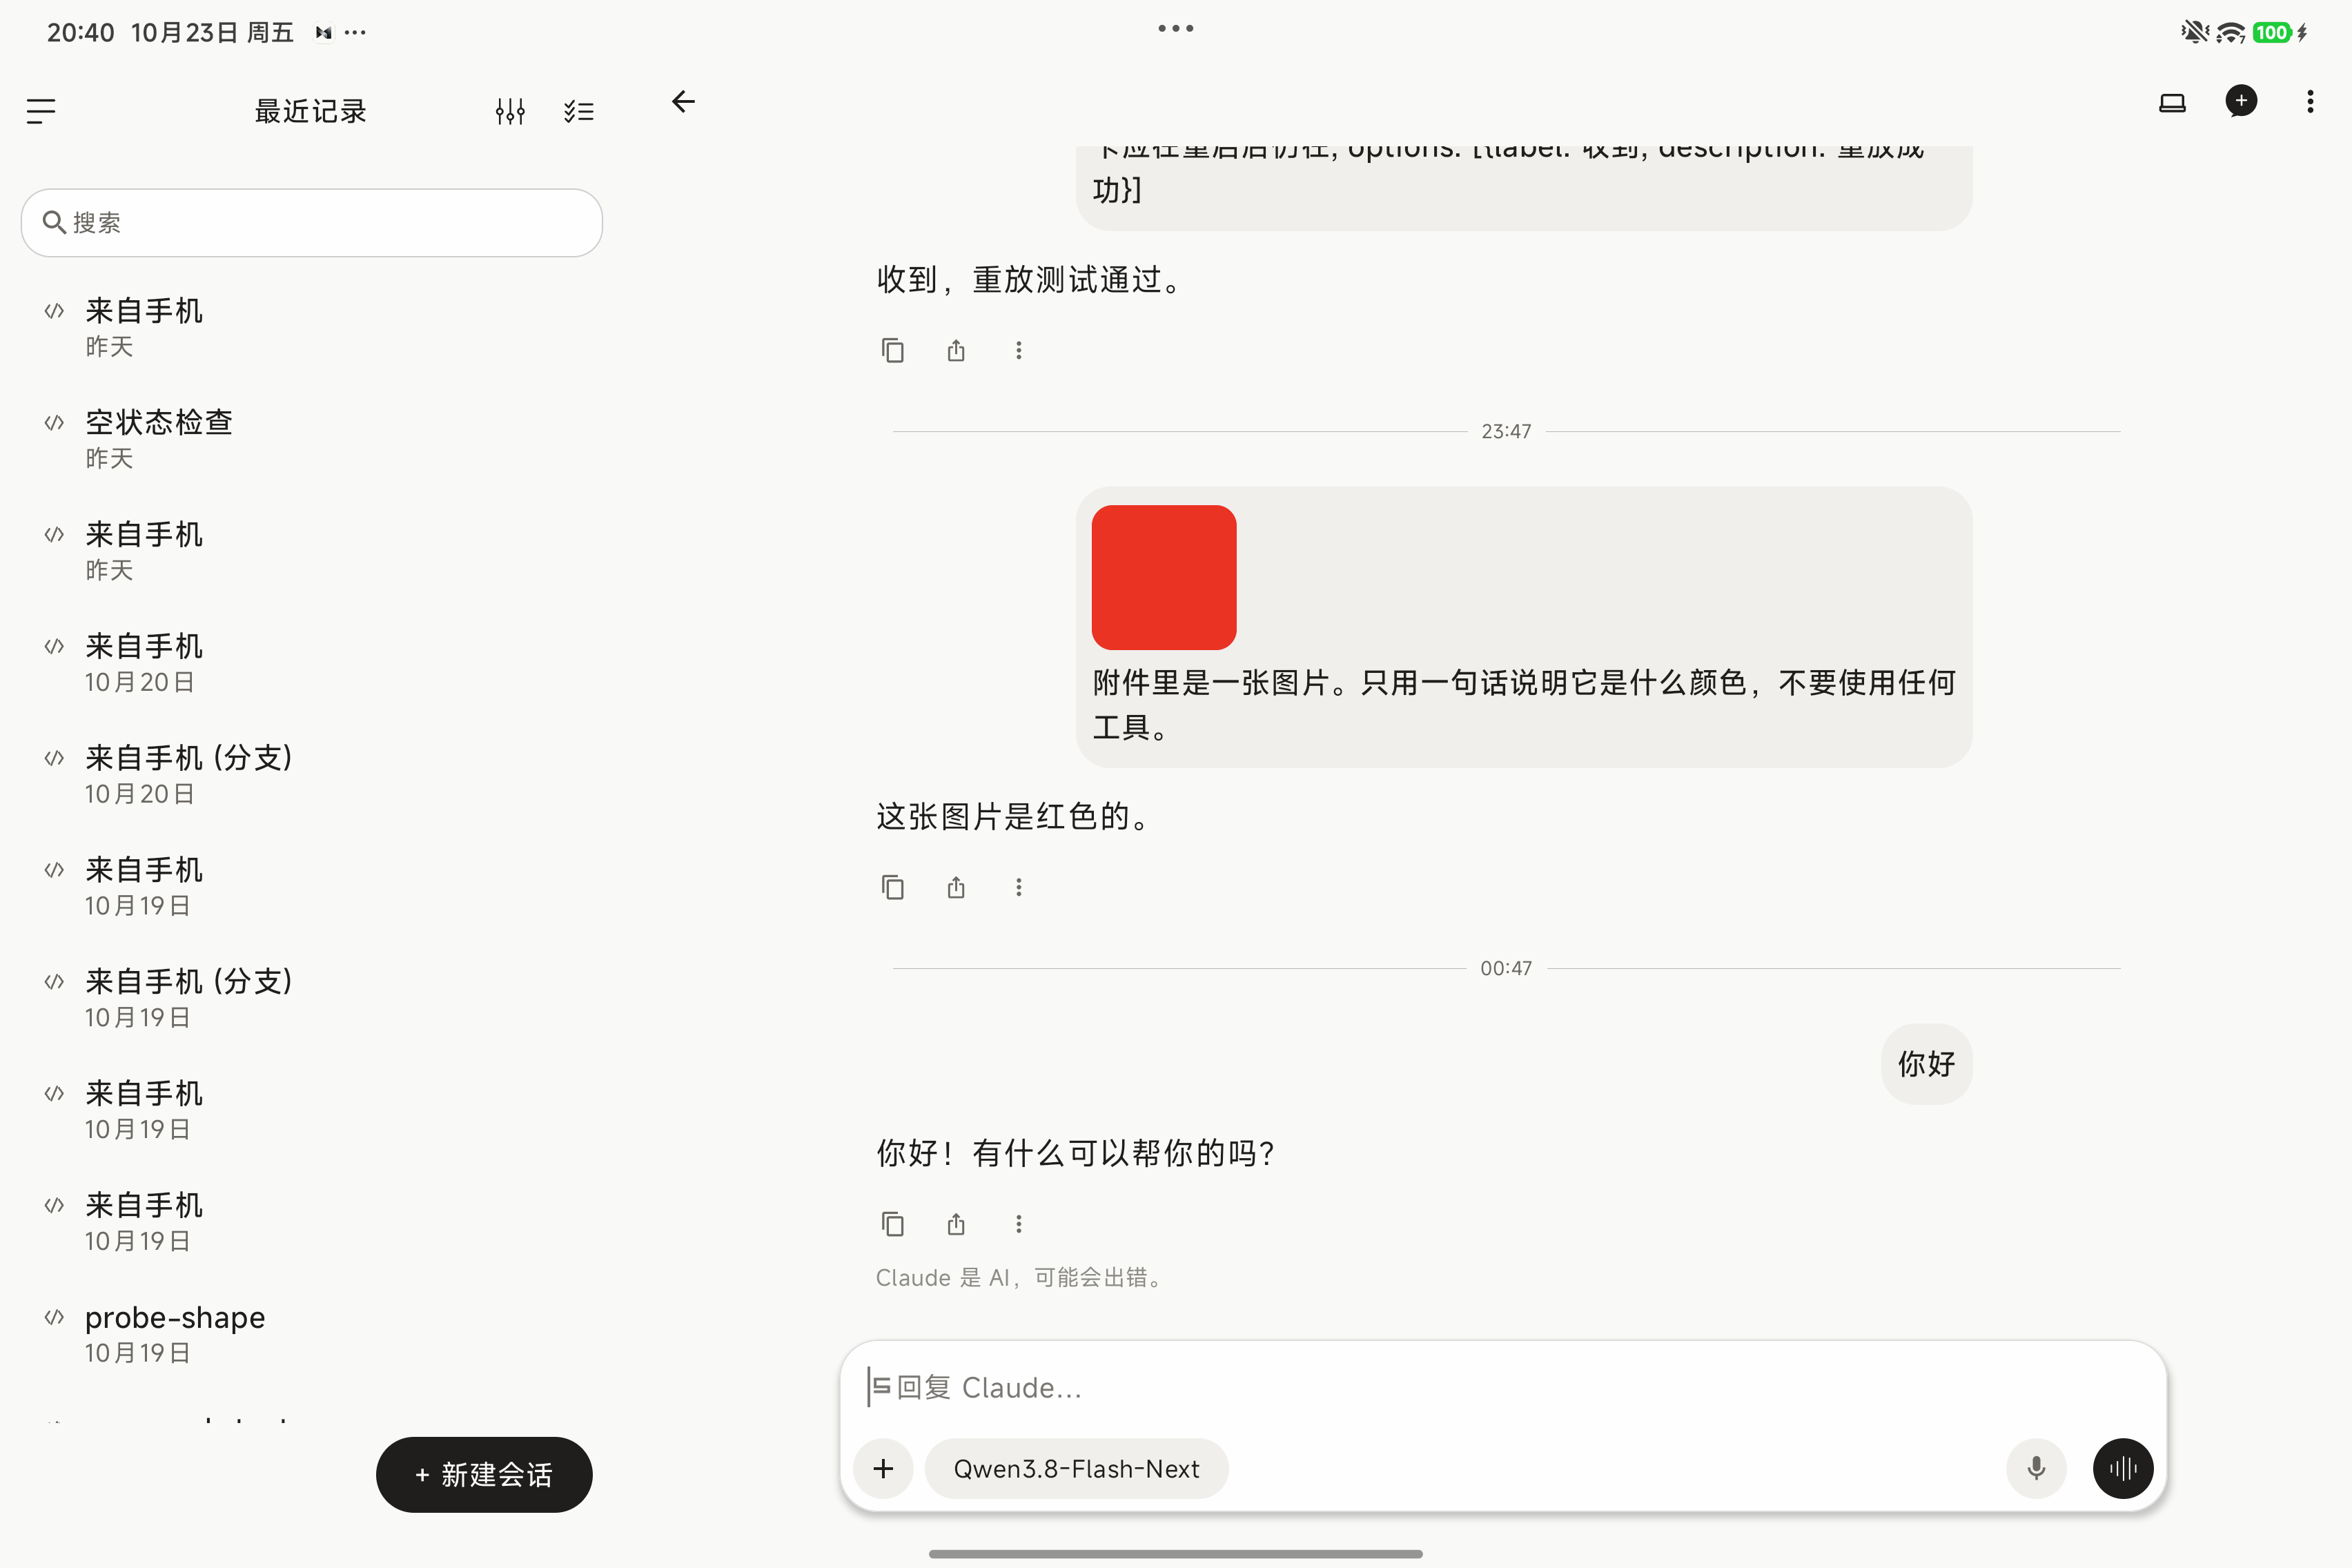 20:40 10月23日 周五
100
最近记录
搜索
来自手机
昨天
空状态检查
昨天
来自手机
昨天
来自手机
10月20日
来自手机 (分支)
10月20日
来自手机
10月19日
来自手机 (分支)
10月19日
来自手机
10月19日
来自手机
10月19日
probe-shape
10月19日
+ 新建会话
功}]
收到，重放测试通过。
23:47
附件里是一张图片。只用一句话说明它是什么颜色，不要使用任何
工具。
这张图片是红色的。
00:47
你好
你好！有什么可以帮你的吗？
Claude 是 AI，可能会出错。
回复 Claude...
Qwen3.8-Flash-Next